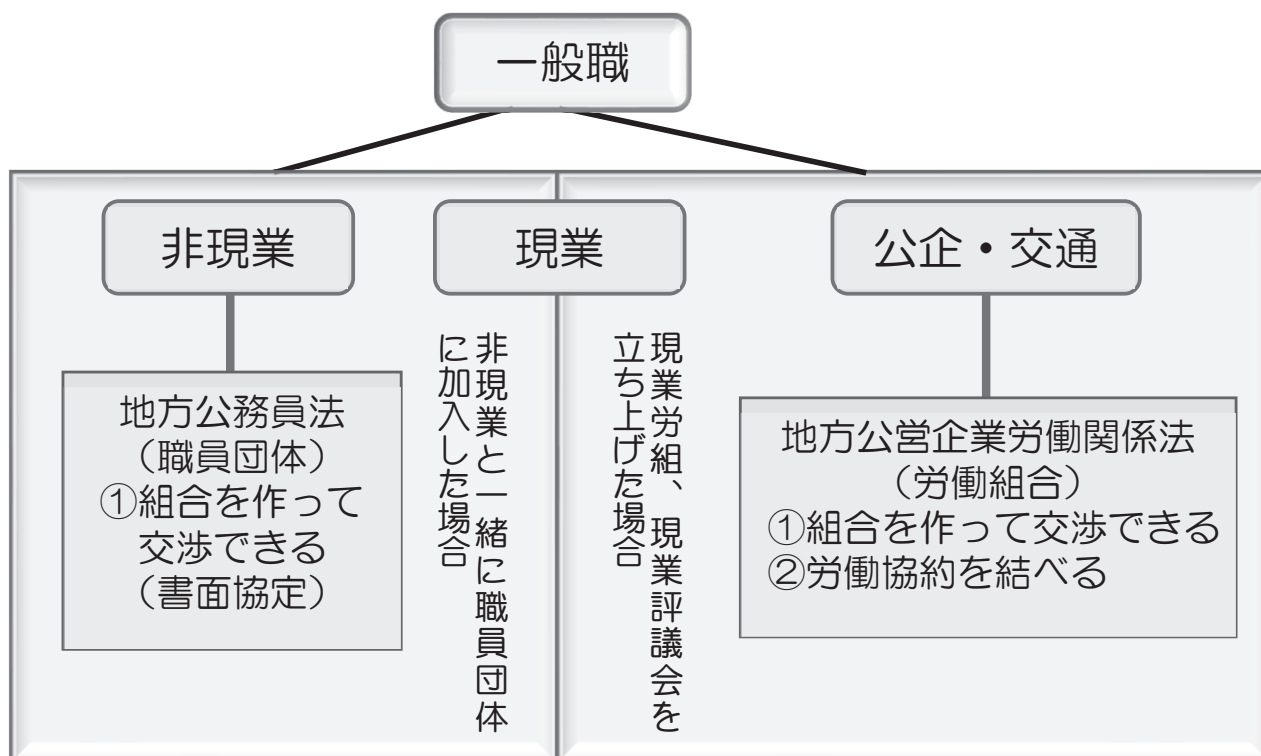 一般職
非現業
現業
公企・交通
地方公務員法
（職員団体）
①組合を作って
交渉できる
（書面協定）
非現業と一緒に職員団体
に加入した場合
現業労組、現業評議会を
立ち上げた場合
地方公営企業労働関係法
（労働組合）
①組合を作って交渉できる
②労働協約を結べる